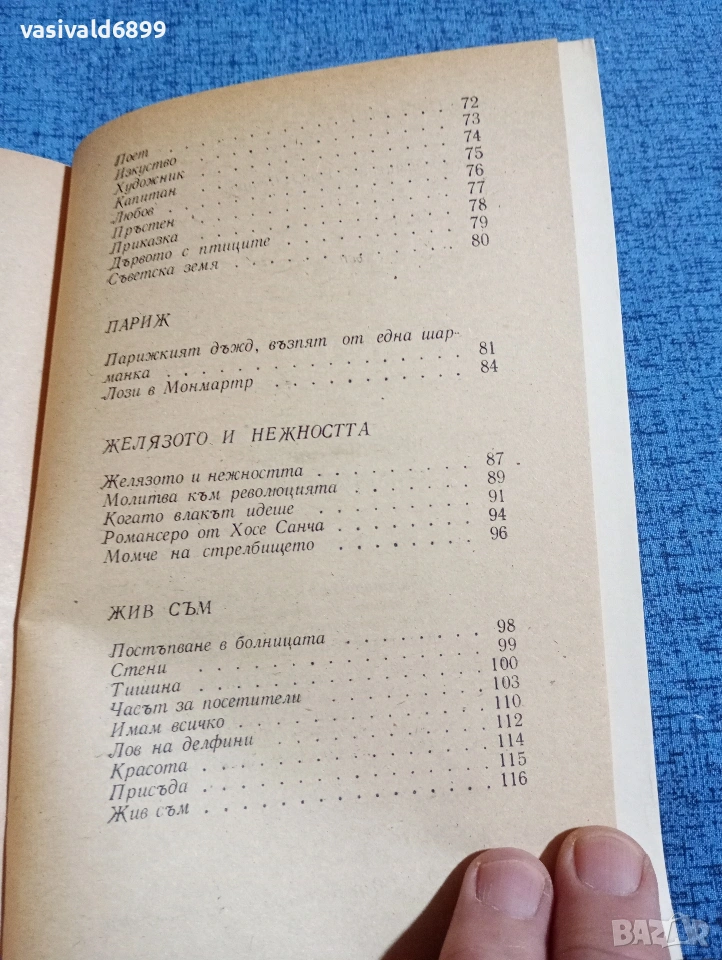 vasivald6899
Поет . . . . . . . . . . . . . 72
Изкуство . . . . . . . . . . . . 73
Художник . . . . . . . . . . . . 74
Капитан . . . . . . . . . . . . 75
Любов . . . . . . . . . . . . . 76
Пръстен . . . . . . . . . . . . 77
Приказка . . . . . . . . . . . . 78
Дървото с птиците . . . . . . . . 79
Съветска земя . . . . . . . . . . 80
ПАРИЖ
Парижкият дъжд, възпят от една шар-
манка . . . . . . . . . . . . . 81
Лози в Монмартр . . . . . . . . . 84
ЖЕЛЯЗОТО И НЕЖНОСТТА
Желязото и нежността . . . . . . . 87
Молитва към революцията . . . . . . 89
Когато влакът идеше . . . . . . . . 91
Романсеро от Хосе Санча . . . . . . 94
Момче на стрелбището . . . . . . . 96
ЖИВ СЪМ
Постъпване в болницата . . . . . . . 98
Стени . . . . . . . . . . . . . 99
Тишина . . . . . . . . . . . . . 100
Часът за посетители . . . . . . . . 103
Имам всичко . . . . . . . . . . . 110
Лов на делфини . . . . . . . . . . 112
Красота . . . . . . . . . . . . 114
Присъда . . . . . . . . . . . . 115
Жив съм . . . . . . . . . . . . 116
BAZAR